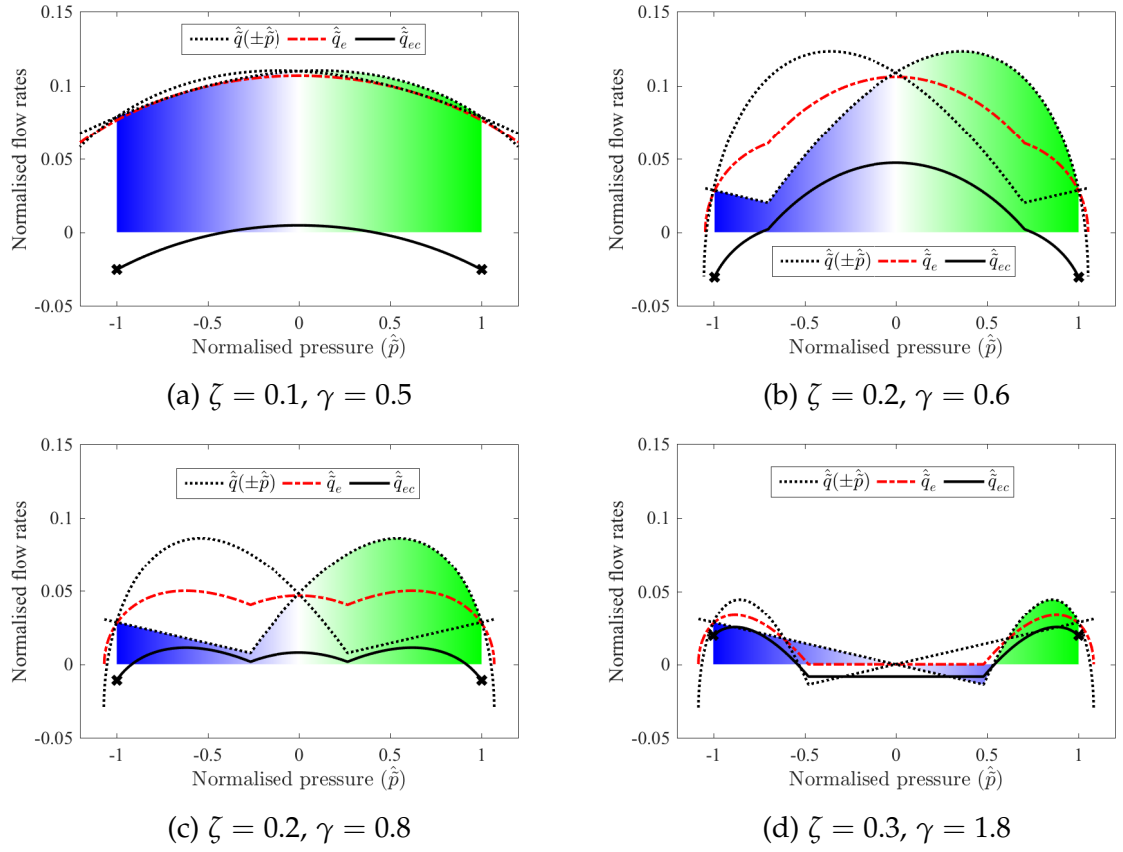 0.15
0.1
0.05
0
-0.05
Normalised flow rates
q̃̂(±p̃̂) q̃̂ₑ q̃̂ₑ꜀
-1 -0.5 0 0.5 1
Normalised pressure (p̃̂)
(a) ζ = 0.1, γ = 0.5
0.15
0.1
0.05
0
-0.05
Normalised flow rates
q̃̂(±p̃̂) q̃̂ₑ q̃̂ₑ꜀
-1 -0.5 0 0.5 1
Normalised pressure (p̃̂)
(b) ζ = 0.2, γ = 0.6
0.15
0.1
0.05
0
-0.05
Normalised flow rates
q̃̂(±p̃̂) q̃̂ₑ q̃̂ₑ꜀
-1 -0.5 0 0.5 1
Normalised pressure (p̃̂)
(c) ζ = 0.2, γ = 0.8
0.15
0.1
0.05
0
-0.05
Normalised flow rates
q̃̂(±p̃̂) q̃̂ₑ q̃̂ₑ꜀
-1 -0.5 0 0.5 1
Normalised pressure (p̃̂)
(d) ζ = 0.3, γ = 1.8